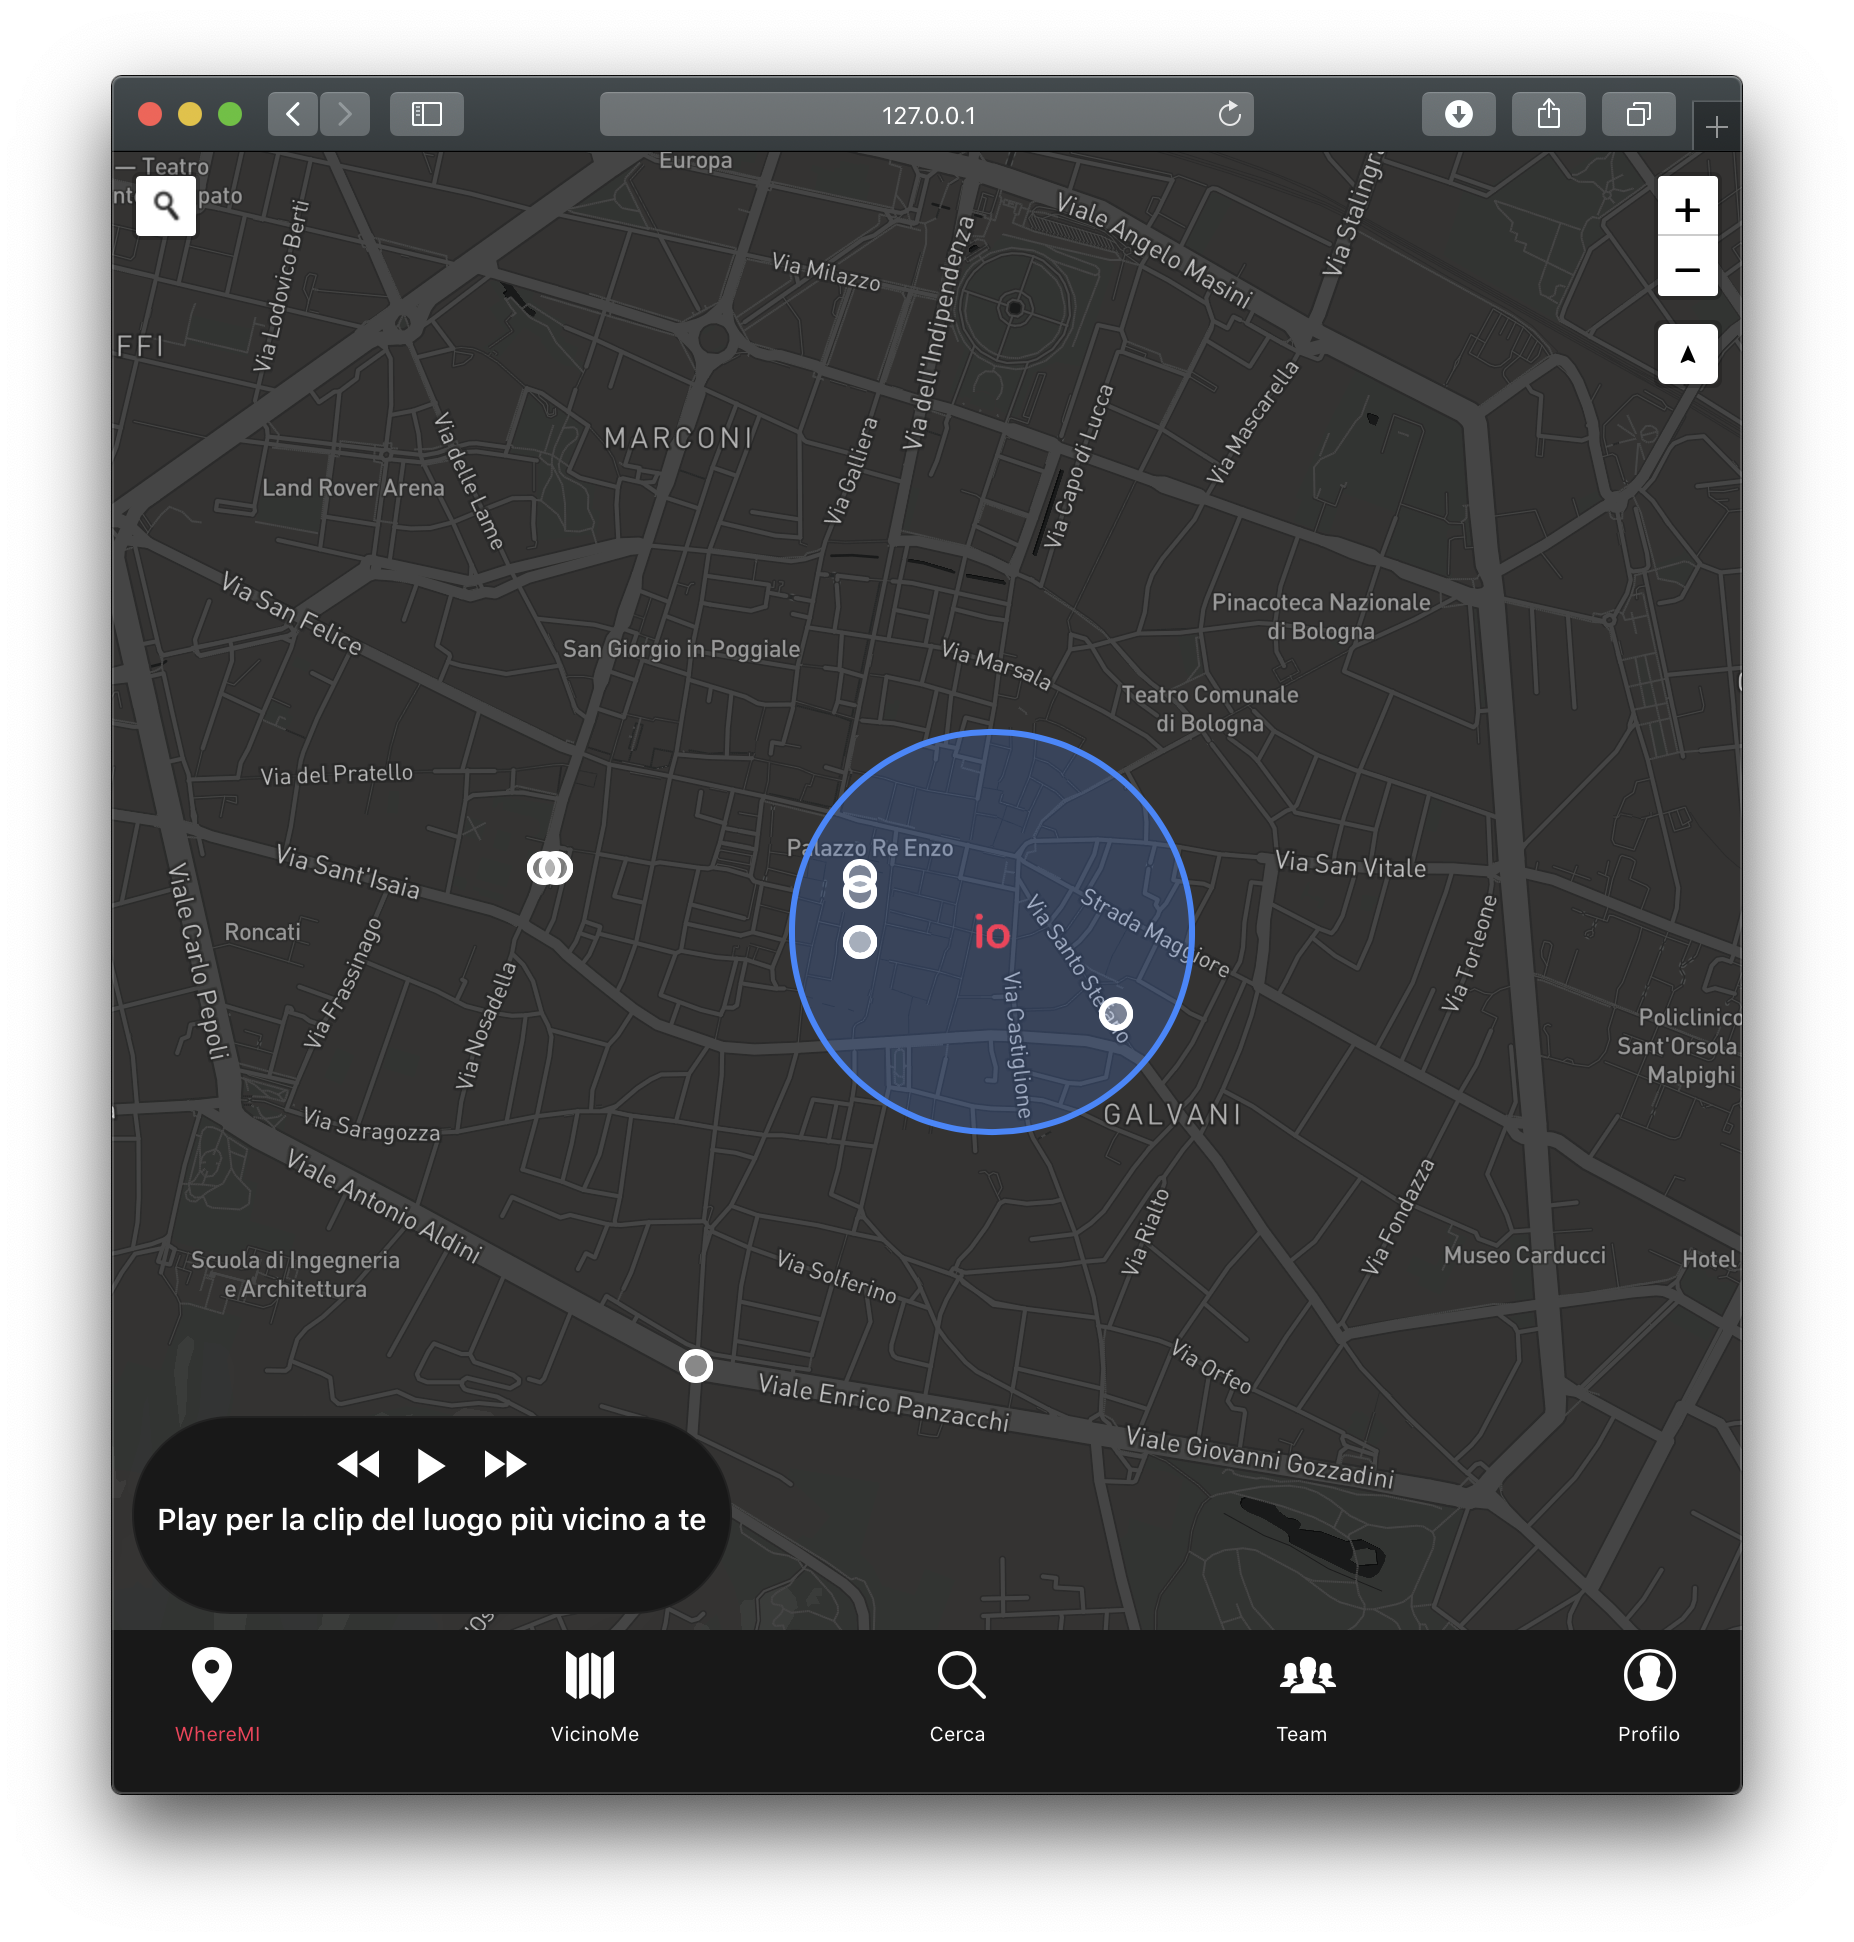 127.0.0.1
Teatro
pato
Europa
Viale Angelo Masini
Via Lodovico Berti
Via Milazzo
Via dell'Indipendenza
FFI
MARCONI
Via Galliera
Via Capo di Lucca
Via Mascarella
Land Rover Arena
Via delle Lame
Via San Felice
Pinacoteca Nazionale
di Bologna
San Giorgio in Poggiale
Via Marsala
Teatro Comunale
di Bologna
Via del Pratello
Palazzo Re Enzo
Via Sant'Isaia
Via San Vitale
Viale Carlo Pepoli
Roncati
Via Frassinago
Via Nosadella
io
Via Santo Stefano
Strada Maggiore
Via Castiglione
Via Torleone
Policlinico
Sant'Orsola
Malpighi
GALVANI
Via Saragozza
Viale Antonio Aldini
Scuola di Ingegneria
e Architettura
Via Solferino
Via Rialto
Via Fondazza
Museo Carducci
Hotel
Via Orfeo
Viale Enrico Panzacchi
Viale Giovanni Gozzadini
Play per la clip del luogo più vicino a te
WhereMI
VicinoMe
Cerca
Team
Profilo